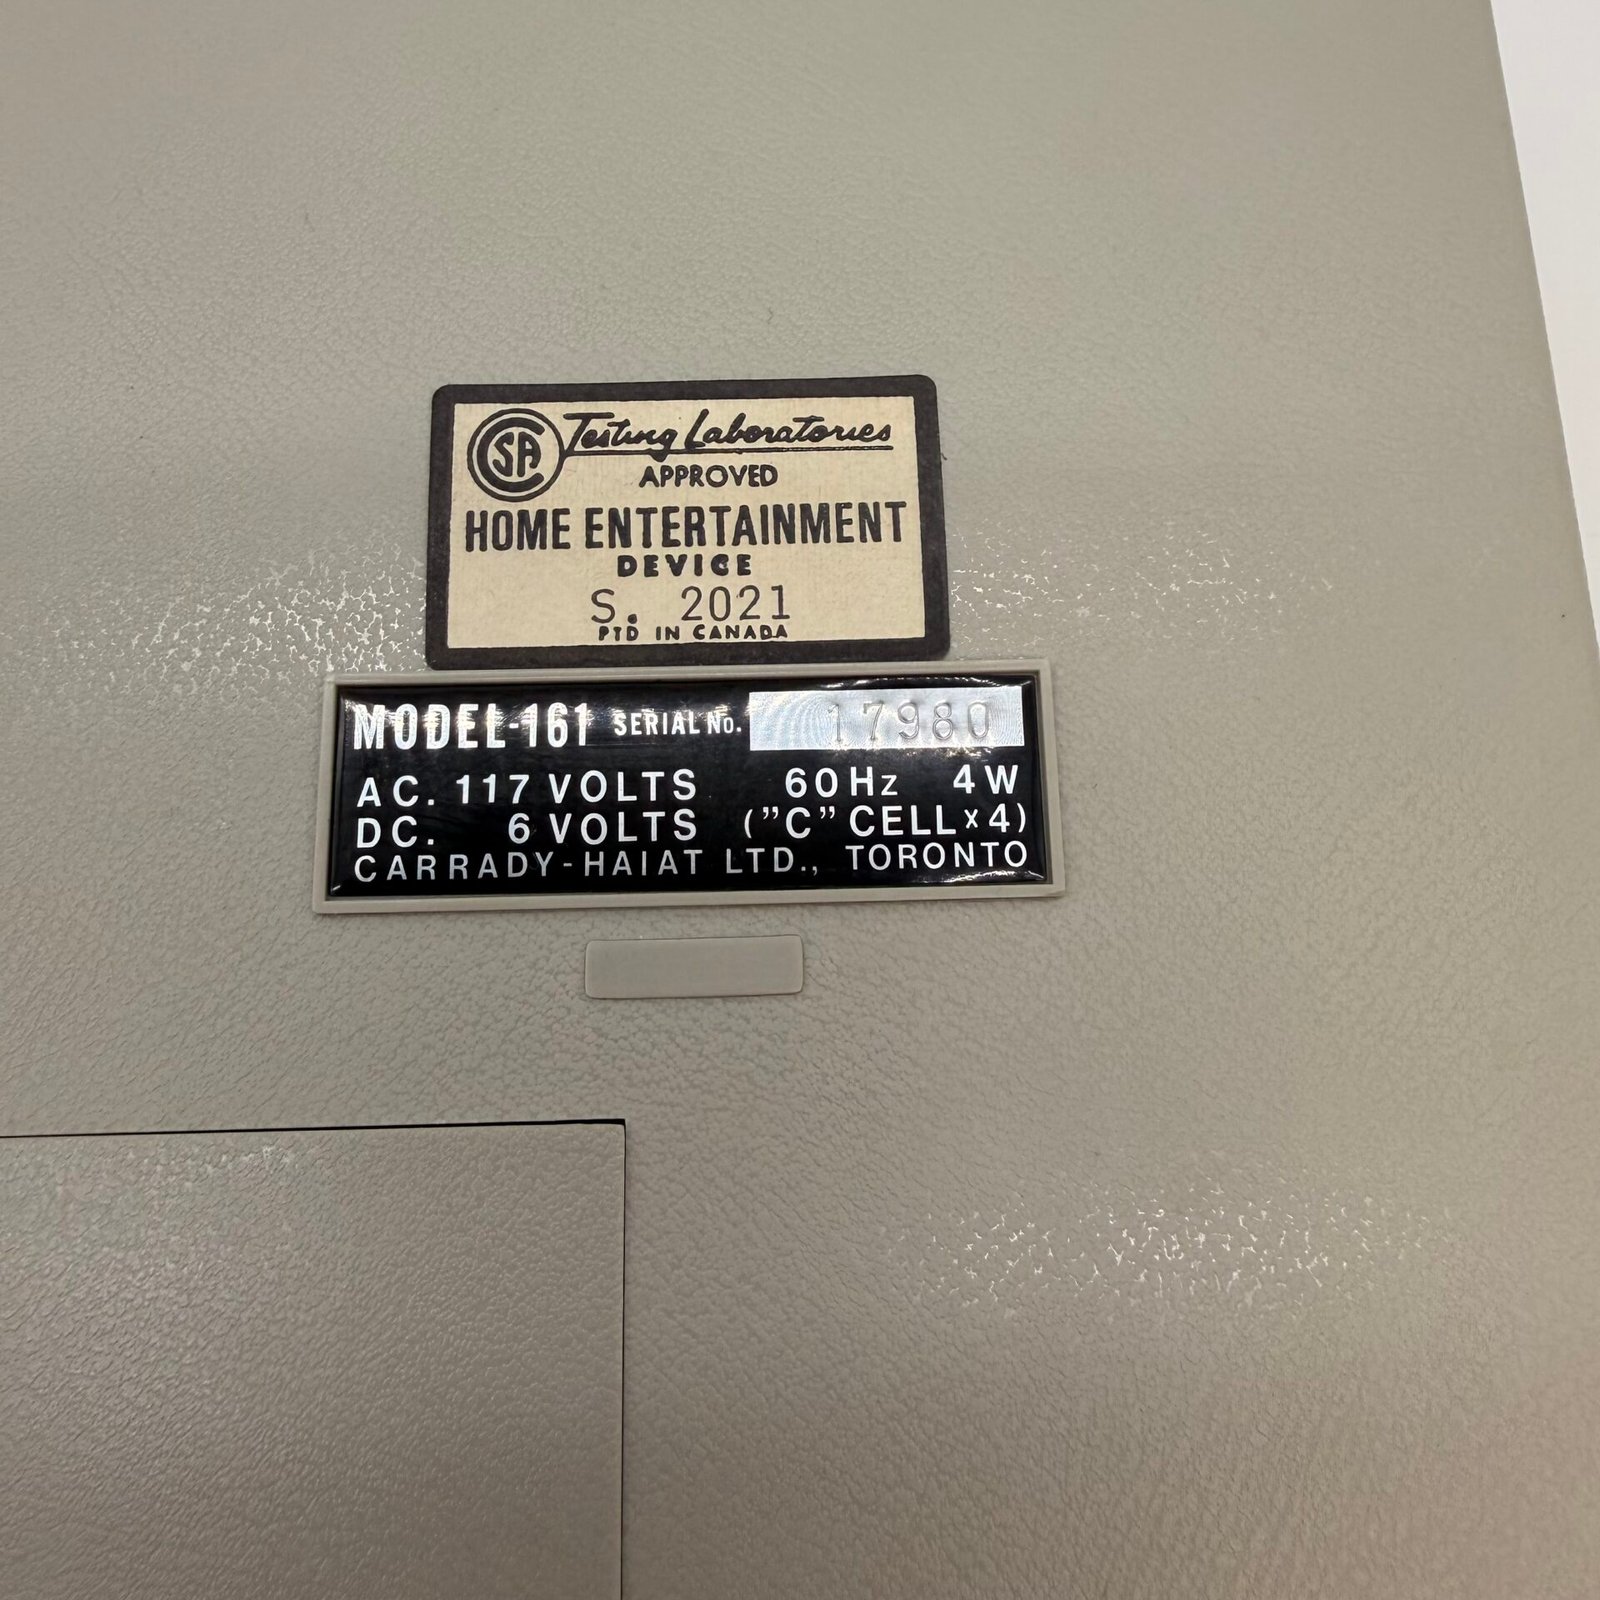 CSA Testing Laboratories
APPROVED
HOME ENTERTAINMENT
DEVICE
S. 2021
PTD IN CANADA
MODEL-161 SERIAL No. 17980
AC. 117 VOLTS 60Hz 4W
DC. 6 VOLTS ("C" CELL x 4)
CARRADY-HAIAT LTD., TORONTO